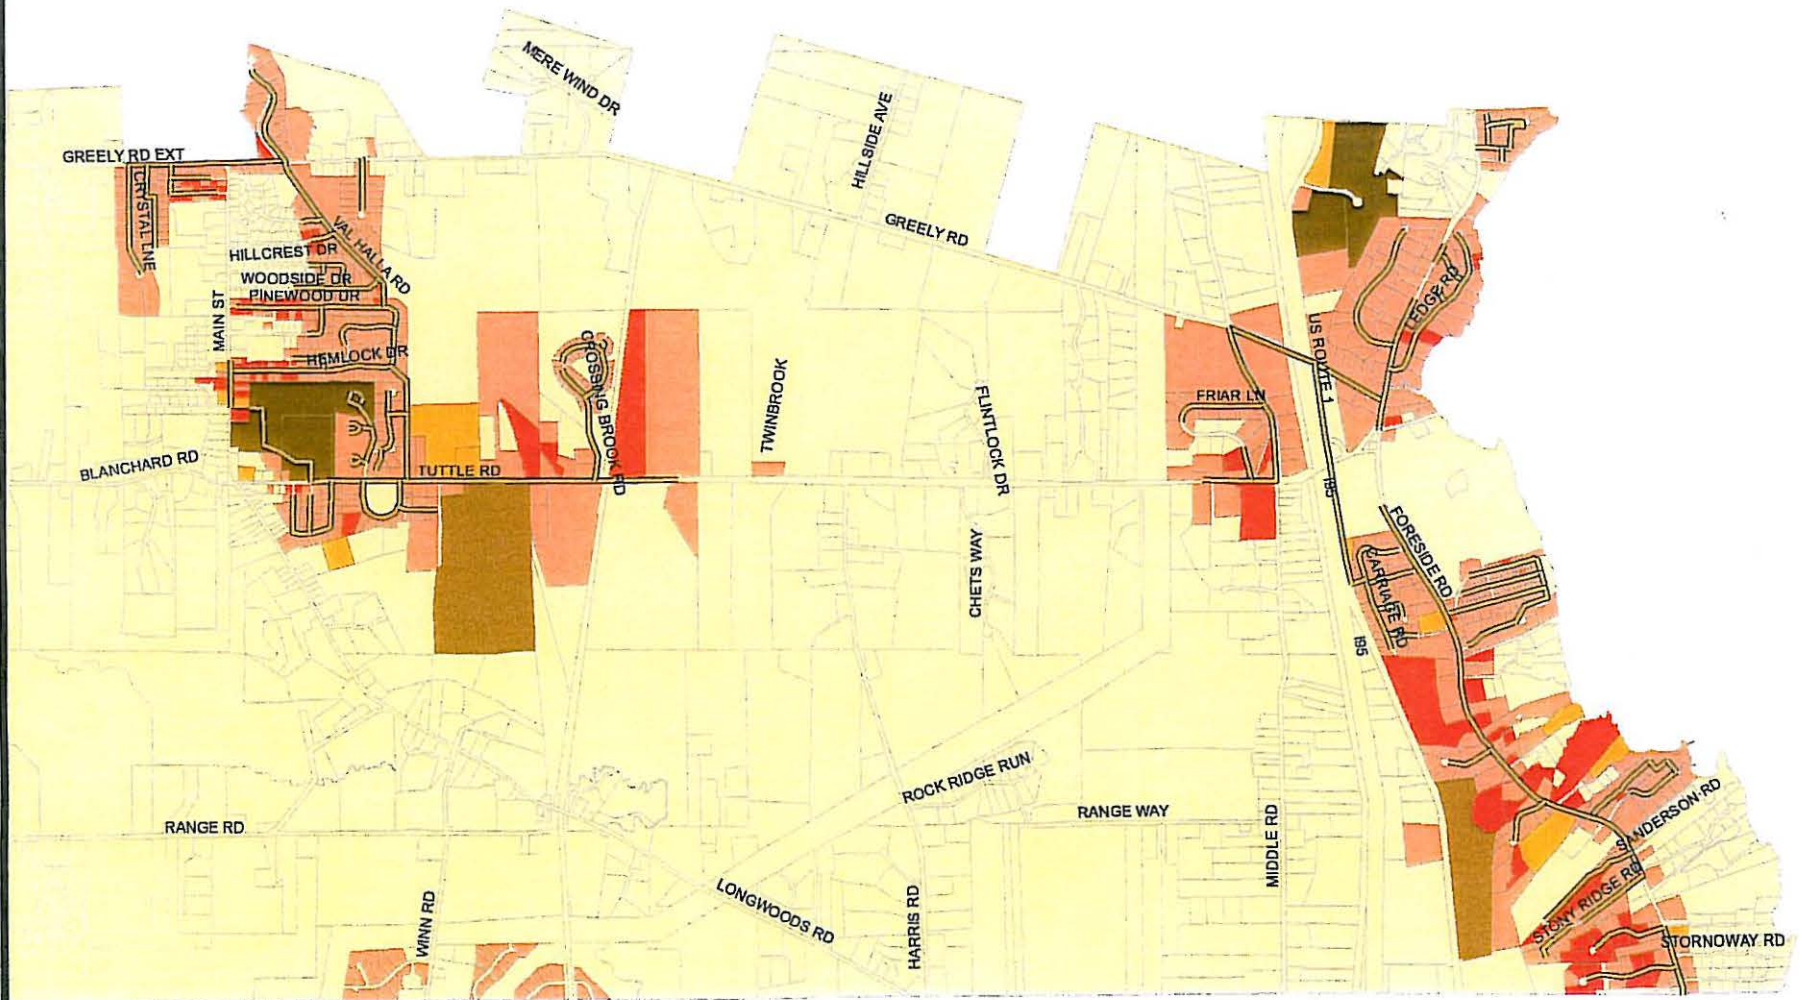 MERE WIND DR
HILLSIDE AVE
GREELY RD EXT
CRYSTAL LNE
VAL HALLA RD
GREELY RD
HILLCREST DR
WOODSIDE DR
PINEWOOD DR
MAIN ST
HEMLOCK DR
CROSSING BROOK RD
TWINBROOK
FLINTLOCK DR
FRIAR LN
US ROUTE 1
LEDGE RD
BLANCHARD RD
TUTTLE RD
I95
FORESIDE RD
CARRIAGE RD
CHETS WAY
I95
ROCK RIDGE RUN
RANGE WAY
RANGE RD
MIDDLE RD
SANDERSON RD
WINN RD
LONGWOODS RD
HARRIS RD
STONY RIDGE RD
STORNOWAY RD